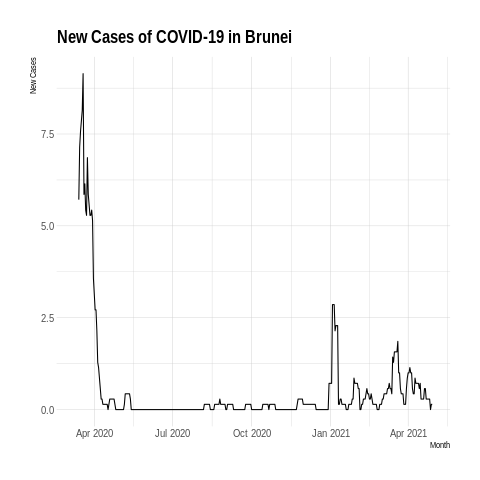 New Cases of COVID-19 in Brunei
New Cases
7.5
5.0
2.5
0.0
Apr 2020 Jul 2020 Oct 2020 Jan 2021 Apr 2021
Month